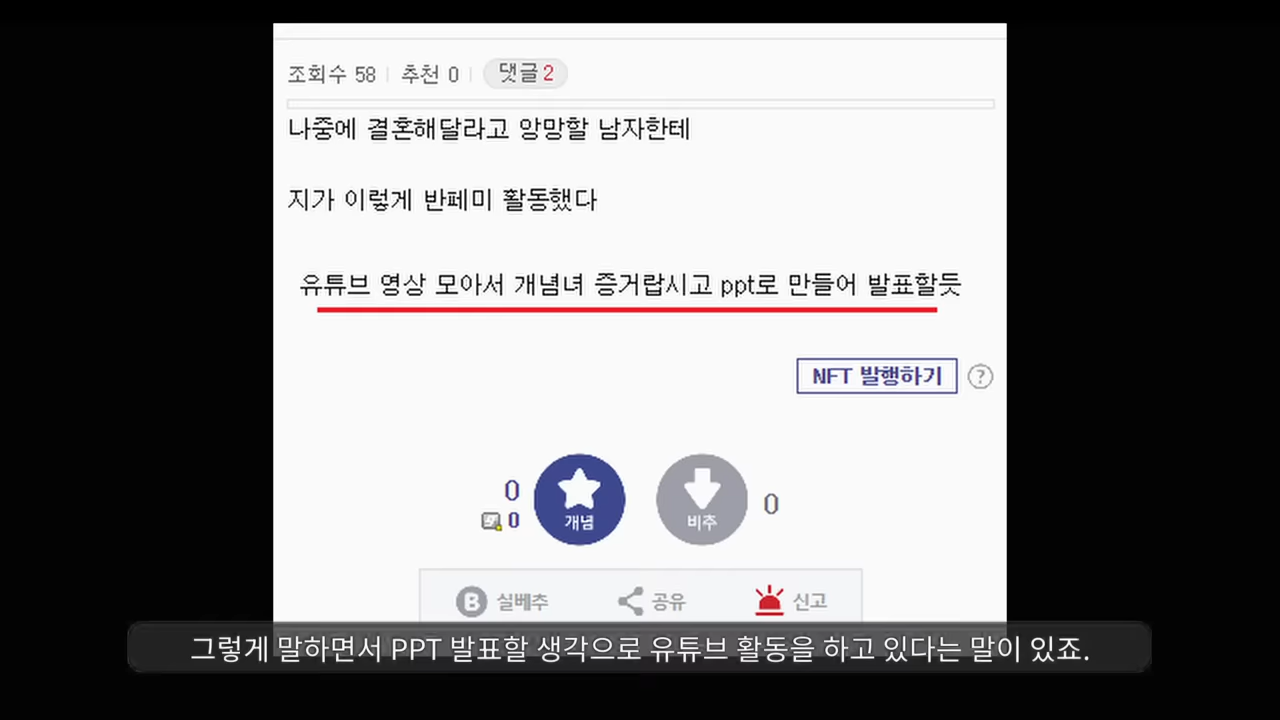 조회수 58 추천 0 댓글 2
나중에 결혼해달라고 앙망할 남자한테
지가 이렇게 반페미 활동했다
유튜브 영상 모아서 개념녀 증거랍시고 ppt로 만들어 발표할듯
NFT 발행하기 ?
0 개념 비추 0
0
B 실베추 공유 신고
그렇게 말하면서 PPT 발표할 생각으로 유튜브 활동을 하고 있다는 말이 있죠.